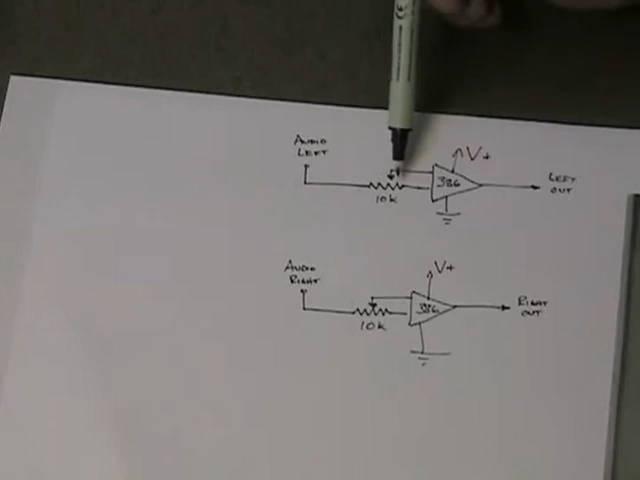 AUDIO
LEFT
V+
386
10K
LEFT
OUT
AUDIO
RIGHT
V+
386
10K
RIGHT
OUT